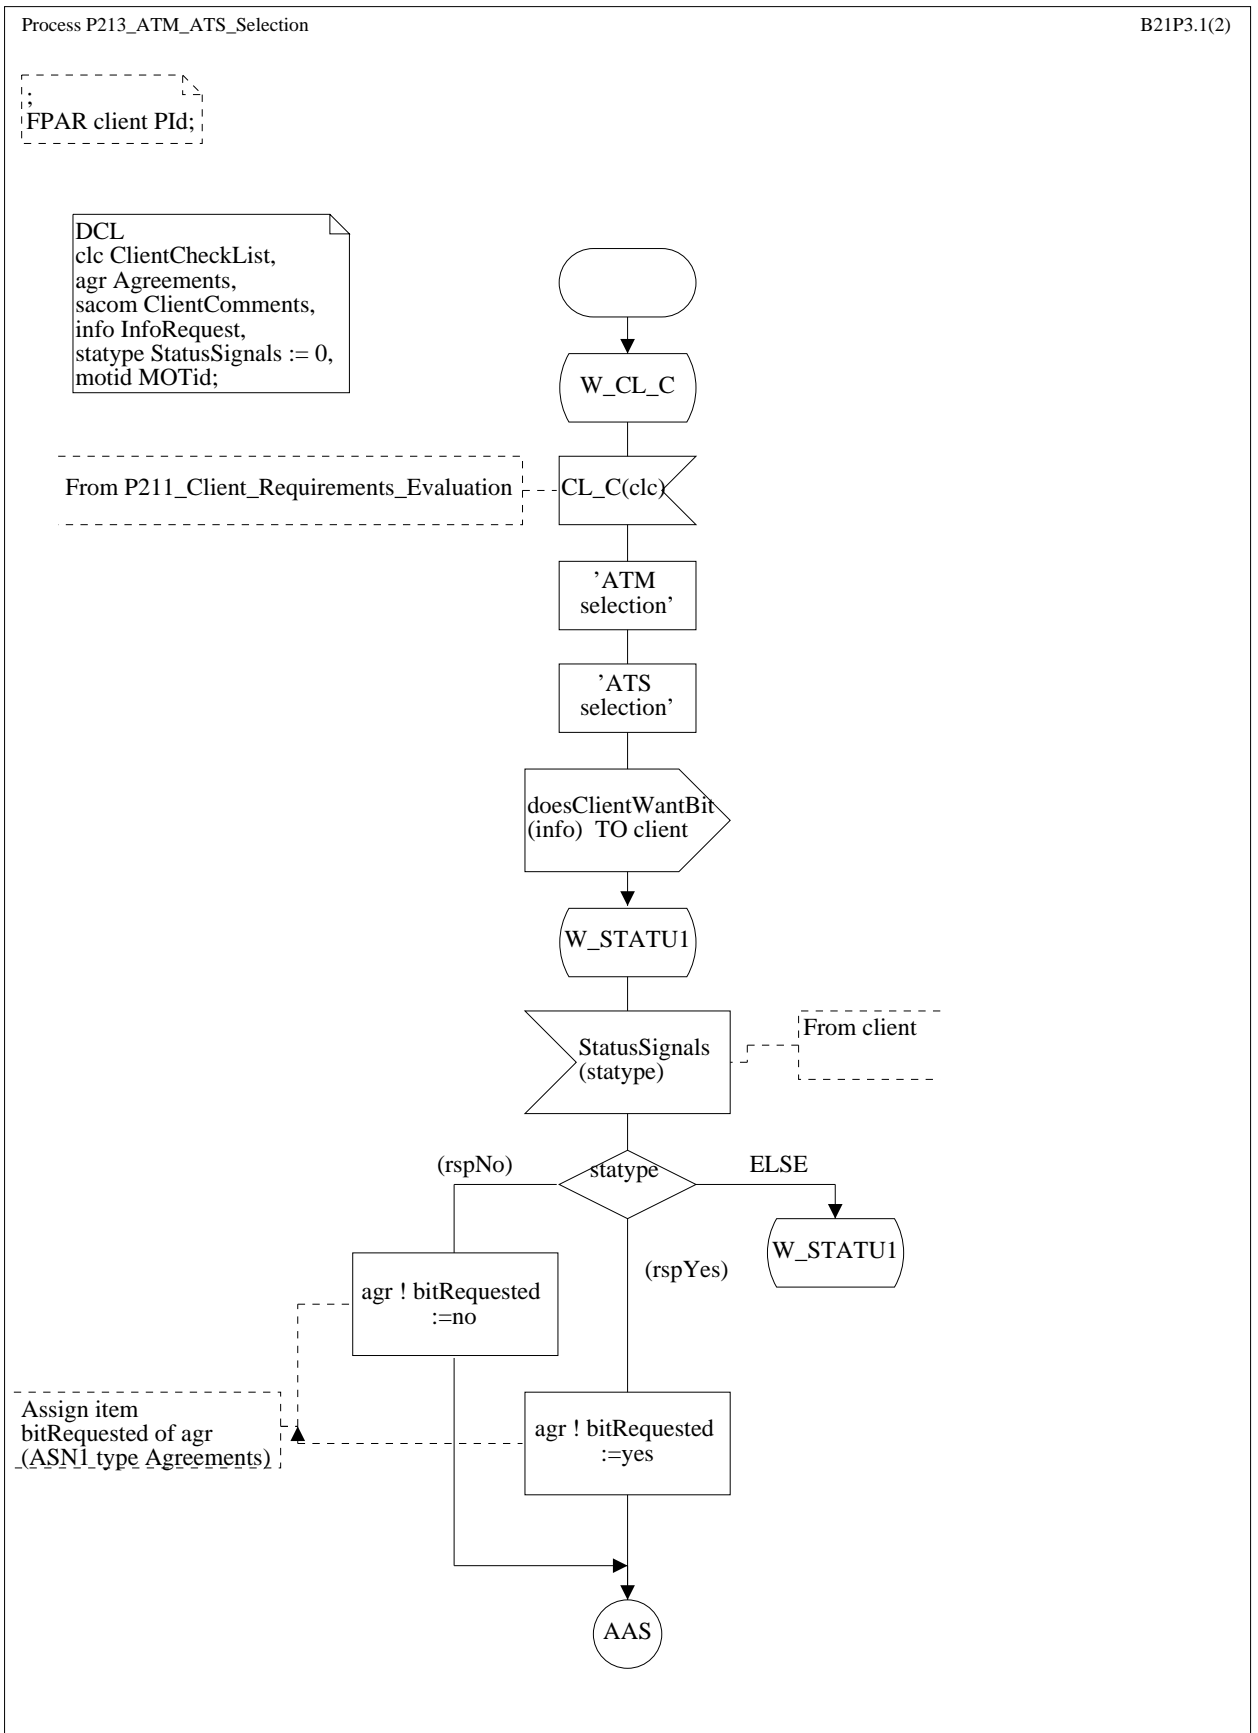 Process P213_ATM_ATS_Selection
B21P3.1(2)
;
FPAR client PId;
DCL
clc ClientCheckList,
agr Agreements,
sacom ClientComments,
info InfoRequest,
statype StatusSignals := 0,
motid MOTid;
W_CL_C
From P211_Client_Requirements_Evaluation
CL_C(clc)
’ATM
selection’
’ATS
selection’
doesClientWantBit
(info)  TO client
W_STATU1
From client
StatusSignals
(statype)
(rspNo)
statype
ELSE
W_STATU1
(rspYes)
agr ! bitRequested
:=no
Assign item
bitRequested of agr
(ASN1 type Agreements)
agr ! bitRequested
:=yes
AAS